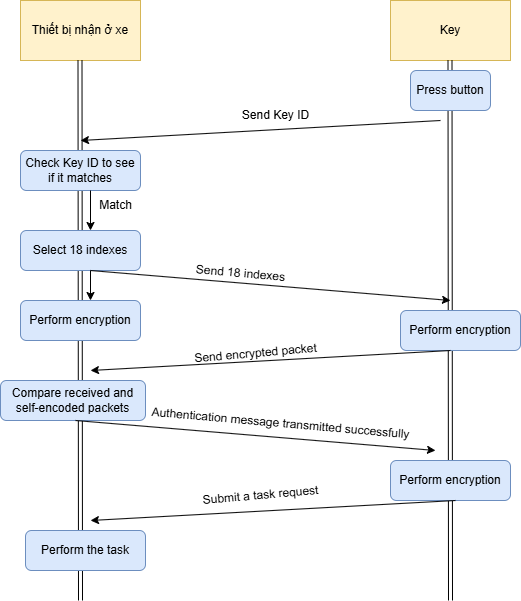 Thiết bị nhận ở xe
Key
Press button
Send Key ID
Check Key ID to see
if it matches
Match
Select 18 indexes
Send 18 indexes
Perform encryption
Perform encryption
Send encrypted packet
Compare received and
self-encoded packets
Authentication message transmitted successfully
Perform encryption
Submit a task request
Perform the task